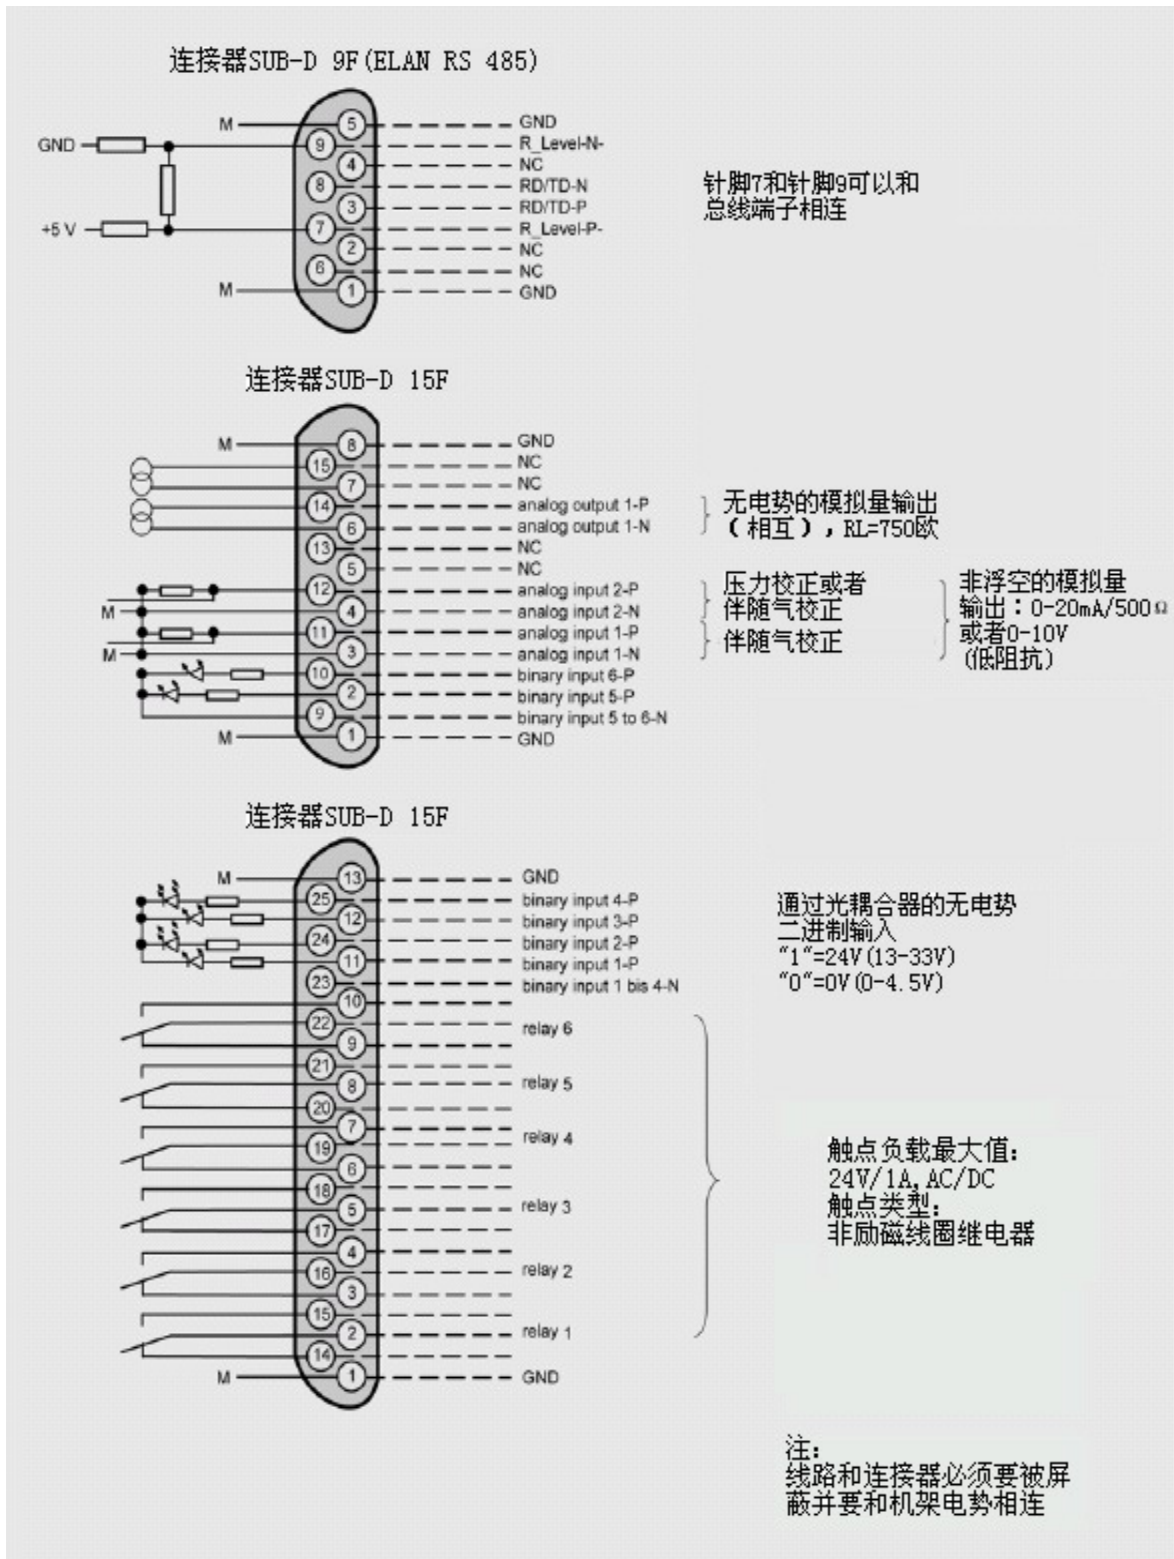 连接器SUB-D 9F(ELAN RS 485)
M
5
GND
GND
9
R_Level-N-
4
NC
8
RD/TD-N
3
RD/TD-P
+5 V
7
R_Level-P-
2
NC
6
NC
M
1
GND
针脚7和针脚9可以和
总线端子相连
连接器SUB-D 15F
M
8
GND
15
NC
7
NC
14
analog output 1-P
6
analog output 1-N
13
NC
5
NC
12
analog input 2-P
M
4
analog input 2-N
11
analog input 1-P
M
3
analog input 1-N
10
binary input 6-P
2
binary input 5-P
9
binary input 5 to 6-N
M
1
GND
无电势的模拟量输出
(相互),RL=750欧
压力校正或者
伴随气校正
伴随气校正
非浮空的模拟量
输出:0-20mA/500Ω
或者0-10V
(低阻抗)
连接器SUB-D 15F
M
13
GND
25
binary input 4-P
12
binary input 3-P
24
binary input 2-P
11
binary input 1-P
23
binary input 1 bis 4-N
10
22
relay 6
9
21
8
relay 5
20
7
19
relay 4
6
18
5
relay 3
17
4
16
relay 2
3
15
2
relay 1
14
M
1
GND
通过光耦合器的无电势
二进制输入
"1"=24V(13-33V)
"0"=0V(0-4.5V)
触点负载最大值:
24V/1A,AC/DC
触点类型:
非励磁线圈继电器
注:
线路和连接器必须要被屏
蔽并要和机架电势相连